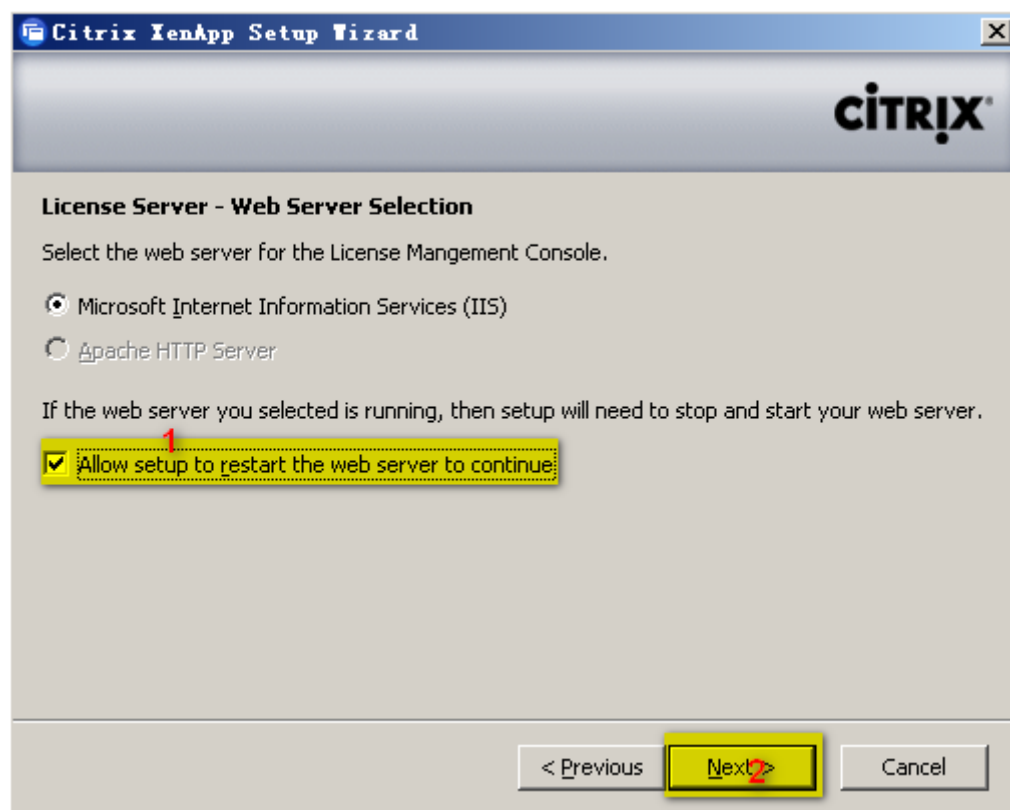 Citrix XenApp Setup Wizard
CİTRIX
License Server - Web Server Selection
Select the web server for the License Mangement Console.
Microsoft Internet Information Services (IIS)
Apache HTTP Server
If the web server you selected is running, then setup will need to stop and start your web server.
1
Allow setup to restart the web server to continue
< Previous
Next >
2
Cancel